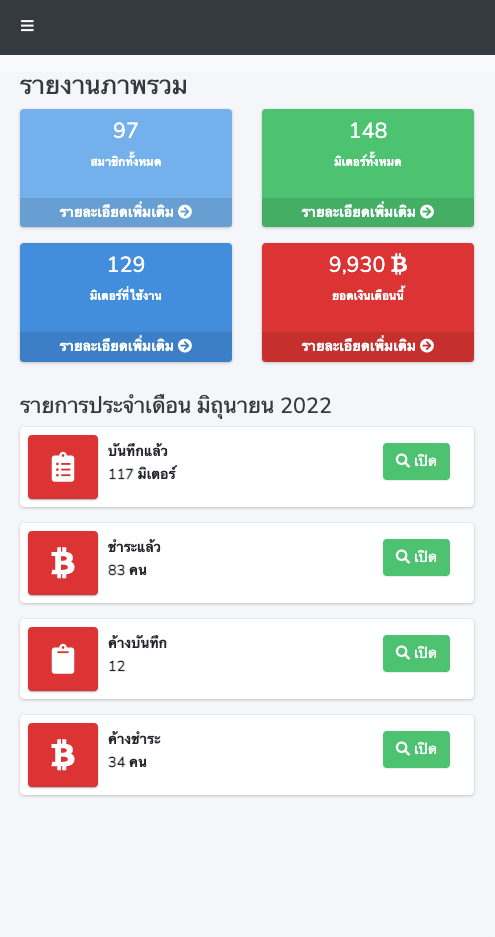 รายงานภาพรวม
97
สมาชิกทั้งหมด
รายละเอียดเพิ่มเติม
148
มิเตอร์ทั้งหมด
รายละเอียดเพิ่มเติม
129
มิเตอร์ที่ใช้งาน
รายละเอียดเพิ่มเติม
9,930 ₿
ยอดเงินเดือนนี้
รายละเอียดเพิ่มเติม
รายการประจำเดือน มิถุนายน 2022
บันทึกแล้ว
117 มิเตอร์
เปิด
ชำระแล้ว
83 คน
เปิด
ค้างบันทึก
12
เปิด
ค้างชำระ
34 คน
เปิด